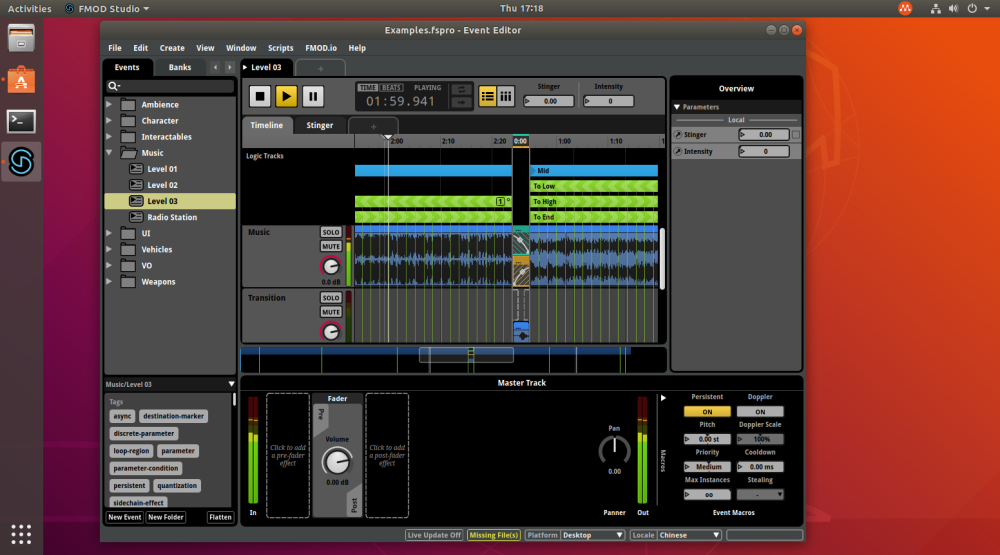 Activities
FMOD Studio
Thu 17:18
Examples.fspro - Event Editor
File Edit Create View Window Scripts FMOD.io Help
Events Banks
Level 03
+
Ambience
Character
Interactables
Music
Level 01
Level 02
Level 03
Radio Station
UI
Vehicles
VO
Weapons
TIME BEATS PLAYING
01:59.941
Stinger
0.00
Intensity
0
Timeline Stinger +
2:00 2:10 2:20 0:00 1:00 1:10 1
Logic Tracks
Mid
To Low
1
To High
To End
Music
SOLO
MUTE
0.0 dB
Transition
SOLO
MUTE
Overview
Parameters
Local
Stinger 0.00
Intensity 0
Music/Level 03
Tags
async destination-marker
discrete-parameter
loop-region parameter
parameter-condition
persistent quantization
sidechain-effect
New Event New Folder Flatten
Master Track
In
Click to add
a pre-fader
effect
Fader
Pre
Volume
0.00 dB
Post
Click to add
a post-fader
effect
Pan
0.00
Panner
Out
Macros
Persistent Doppler
ON ON
Pitch Doppler Scale
0.00 st 100%
Priority Cooldown
Medium 0.00 ms
Max Instances Stealing
oo -
Event Macros
Live Update Off Missing File(s) Platform Desktop Locale Chinese